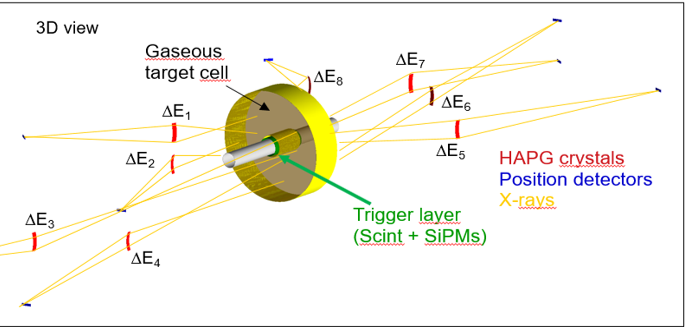 3D view
Gaseous
target cell
ΔE8
ΔE7
ΔE6
ΔE1
ΔE2
ΔE5
HAPG crystals
Position detectors
X-rays
Trigger layer
(Scint + SiPMs)
ΔE3
ΔE4